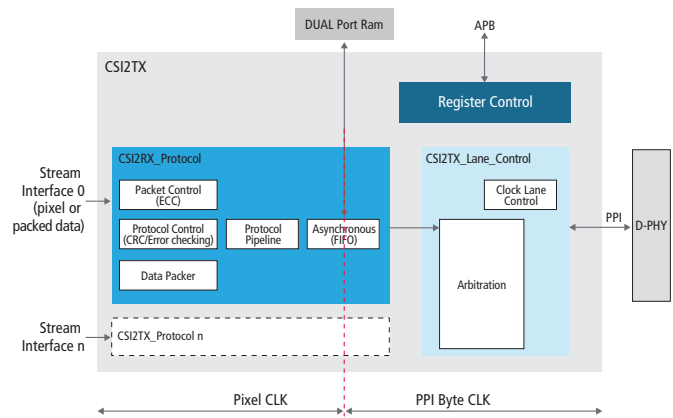 DUAL Port Ram
APB
CSI2TX
Register Control
CSI2RX_Protocol
CSI2TX_Lane_Control
Stream
Interface 0
(pixel or
packed data)
Packet Control
(ECC)
Clock Lane
Control
Protocol Control
(CRC/Error checking)
Protocol
Pipeline
Asynchronous
(FIFO)
PPI
D-PHY
Data Packer
Arbitration
Stream
Interface n
CSI2TX_Protocol n
Pixel CLK
PPI Byte CLK